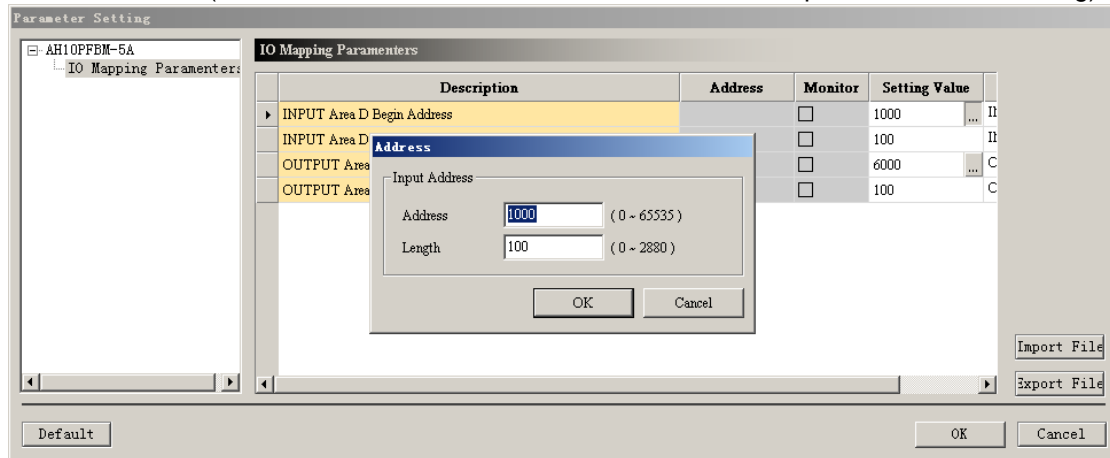 Parameter Setting
AH10PFBM-5A
IO Mapping Paramenters
IO Mapping Paramenters
Description Address Monitor Setting Value
INPUT Area D Begin Address 1000 ...
INPUT Area D 100
OUTPUT Area 6000 ...
OUTPUT Area 100
Address
Input Address
Address 1000 ( 0 ~ 65535 )
Length 100 ( 0 ~ 2880 )
OK Cancel
Import File
Export File
Default OK Cancel